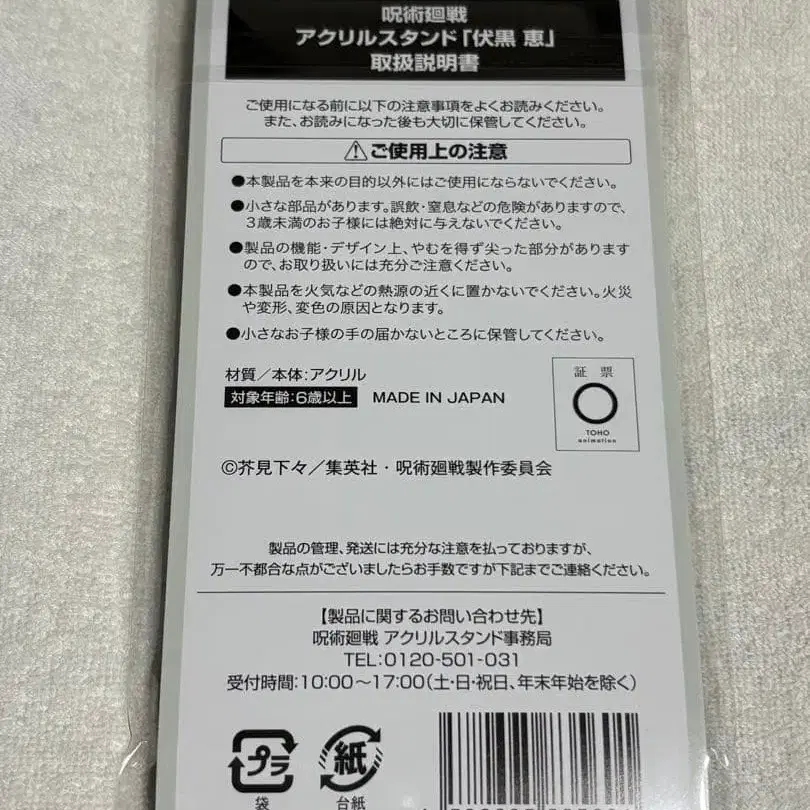 呪術廻戦
アクリルスタンド「伏黒 恵」
取扱説明書
ご使用になる前に以下の注意事項をよくお読みください。
また、お読みになった後も大切に保管してください。
⚠ご使用上の注意
●本製品を本来の目的以外にはご使用にならないでください。
●小さな部品があります。誤飲・窒息などの危険がありますので、
3歳未満のお子様には絶対に与えないでください。
●製品の機能・デザイン上、やむを得ず尖った部分があります
ので、お取り扱いには充分ご注意ください。
●本製品を火気などの熱源の近くに置かないでください。火災
や変形、変色の原因となります。
●小さなお子様の手の届かないところに保管してください。
材質／本体:アクリル
対象年齢:6歳以上 MADE IN JAPAN
証票
TOHO
animation
©芥見下々／集英社・呪術廻戦製作委員会
製品の管理、発送には充分な注意を払っておりますが、
万一不都合な点がございましたらお手数ですが下記までご連絡ください。
【製品に関するお問い合わせ先】
呪術廻戦 アクリルスタンド事務局
TEL:0120-501-031
受付時間:10:00〜17:00(土・日・祝日、年末年始を除く)
プラ
紙
袋
台紙